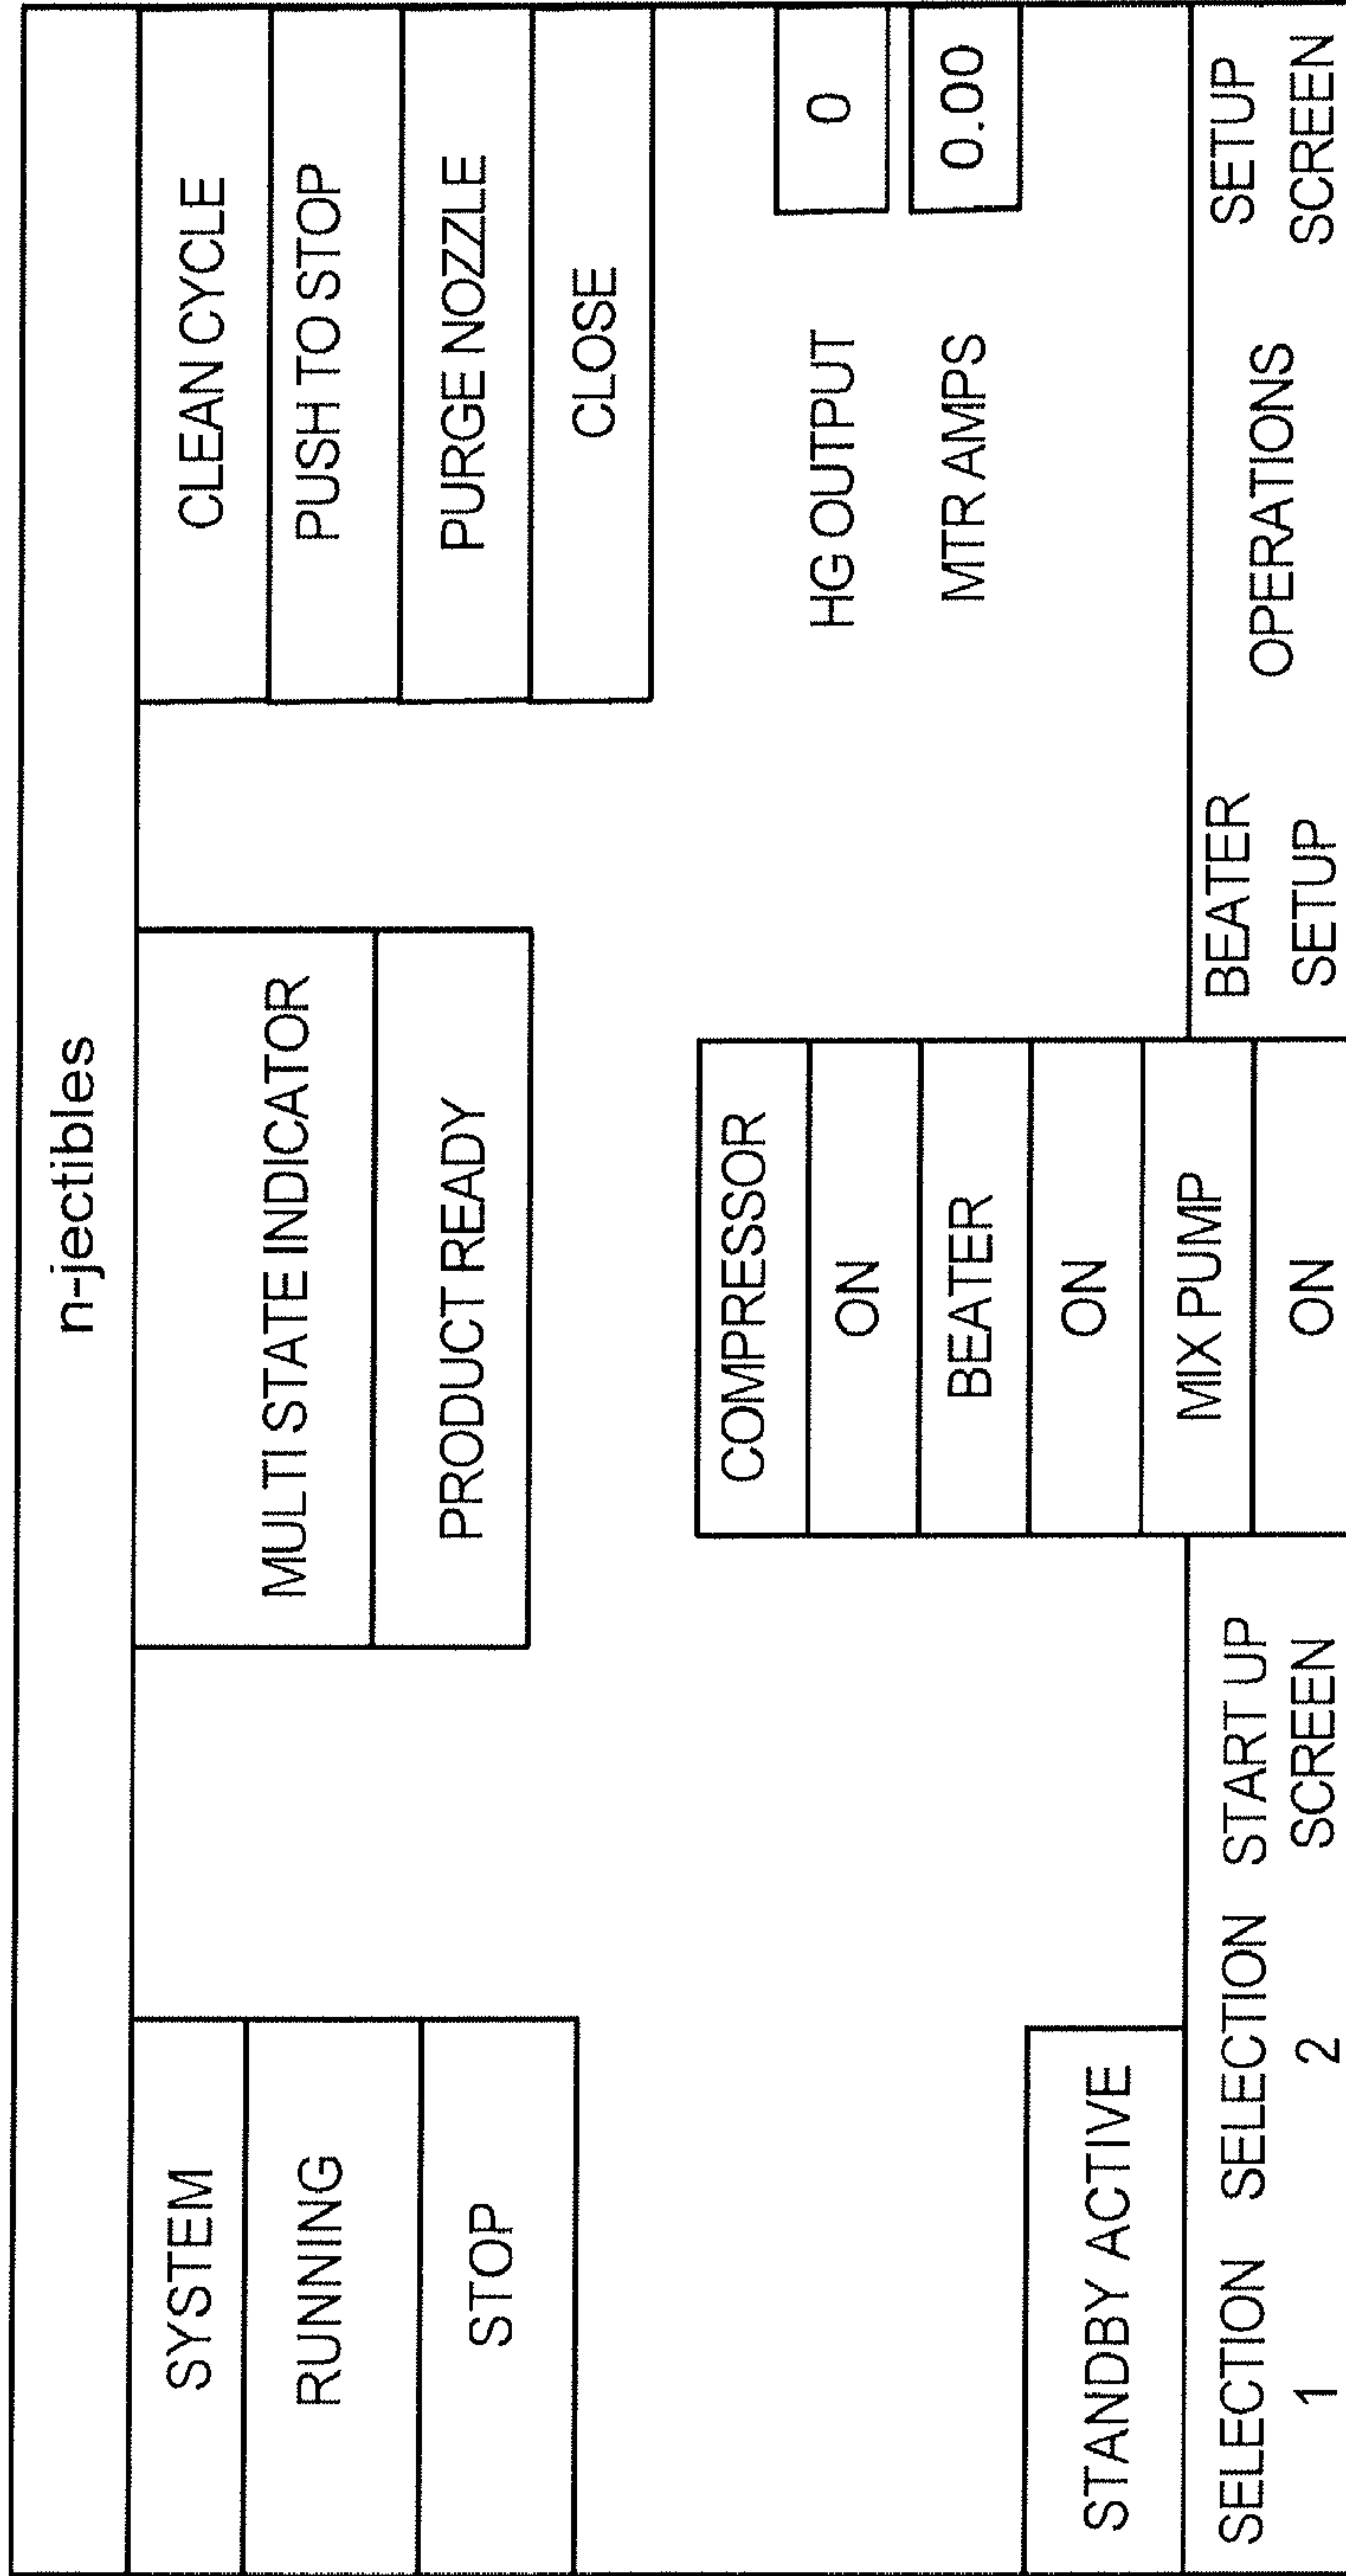 n-jectibles
SYSTEM
RUNNING
STOP
MULTI STATE INDICATOR
PRODUCT READY
CLEAN CYCLE
PUSH TO STOP
PURGE NOZZLE
CLOSE
COMPRESSOR
ON
BEATER
ON
MIX PUMP
ON
HG OUTPUT 0
MTR AMPS 0.00
STANDBY ACTIVE
SELECTION
1
SELECTION
2
START UP
SCREEN
BEATER
SETUP
OPERATIONS
SETUP
SCREEN